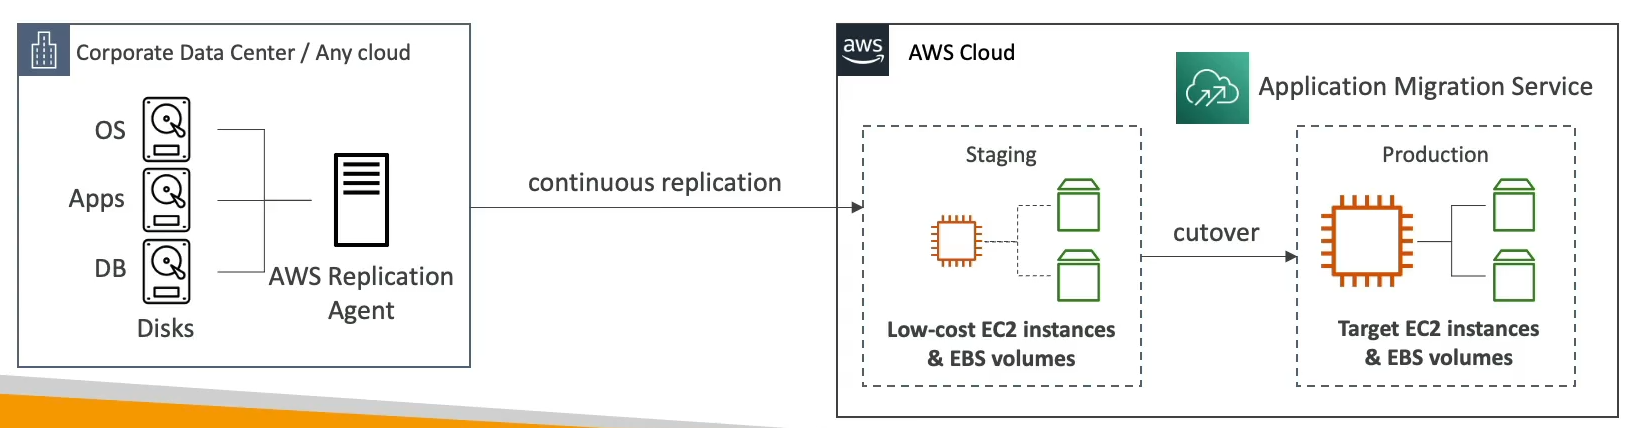 Corporate Data Center / Any cloud
OS
Apps
DB
Disks
AWS Replication
Agent
continuous replication
aws
AWS Cloud
Application Migration Service
Staging
Low-cost EC2 instances
& EBS volumes
cutover
Production
Target EC2 instances
& EBS volumes